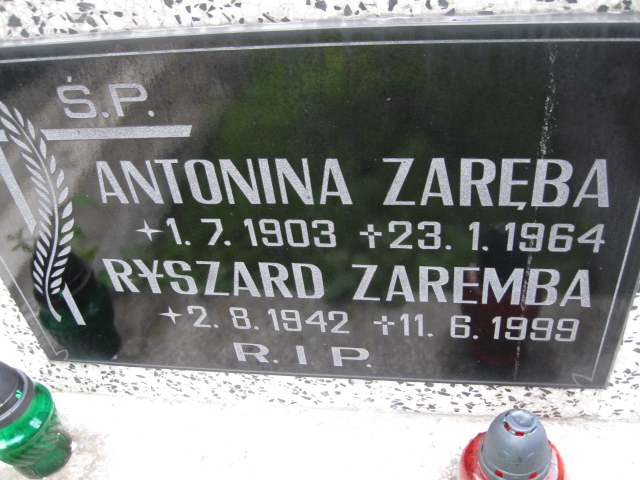 Ś.P.
ANTONINA ZARĘBA
✦1.7.1903 ✝23.1.1964
RYSZARD ZAREMBA
✦2.8.1942 ✝11.6.1999
R.I.P.